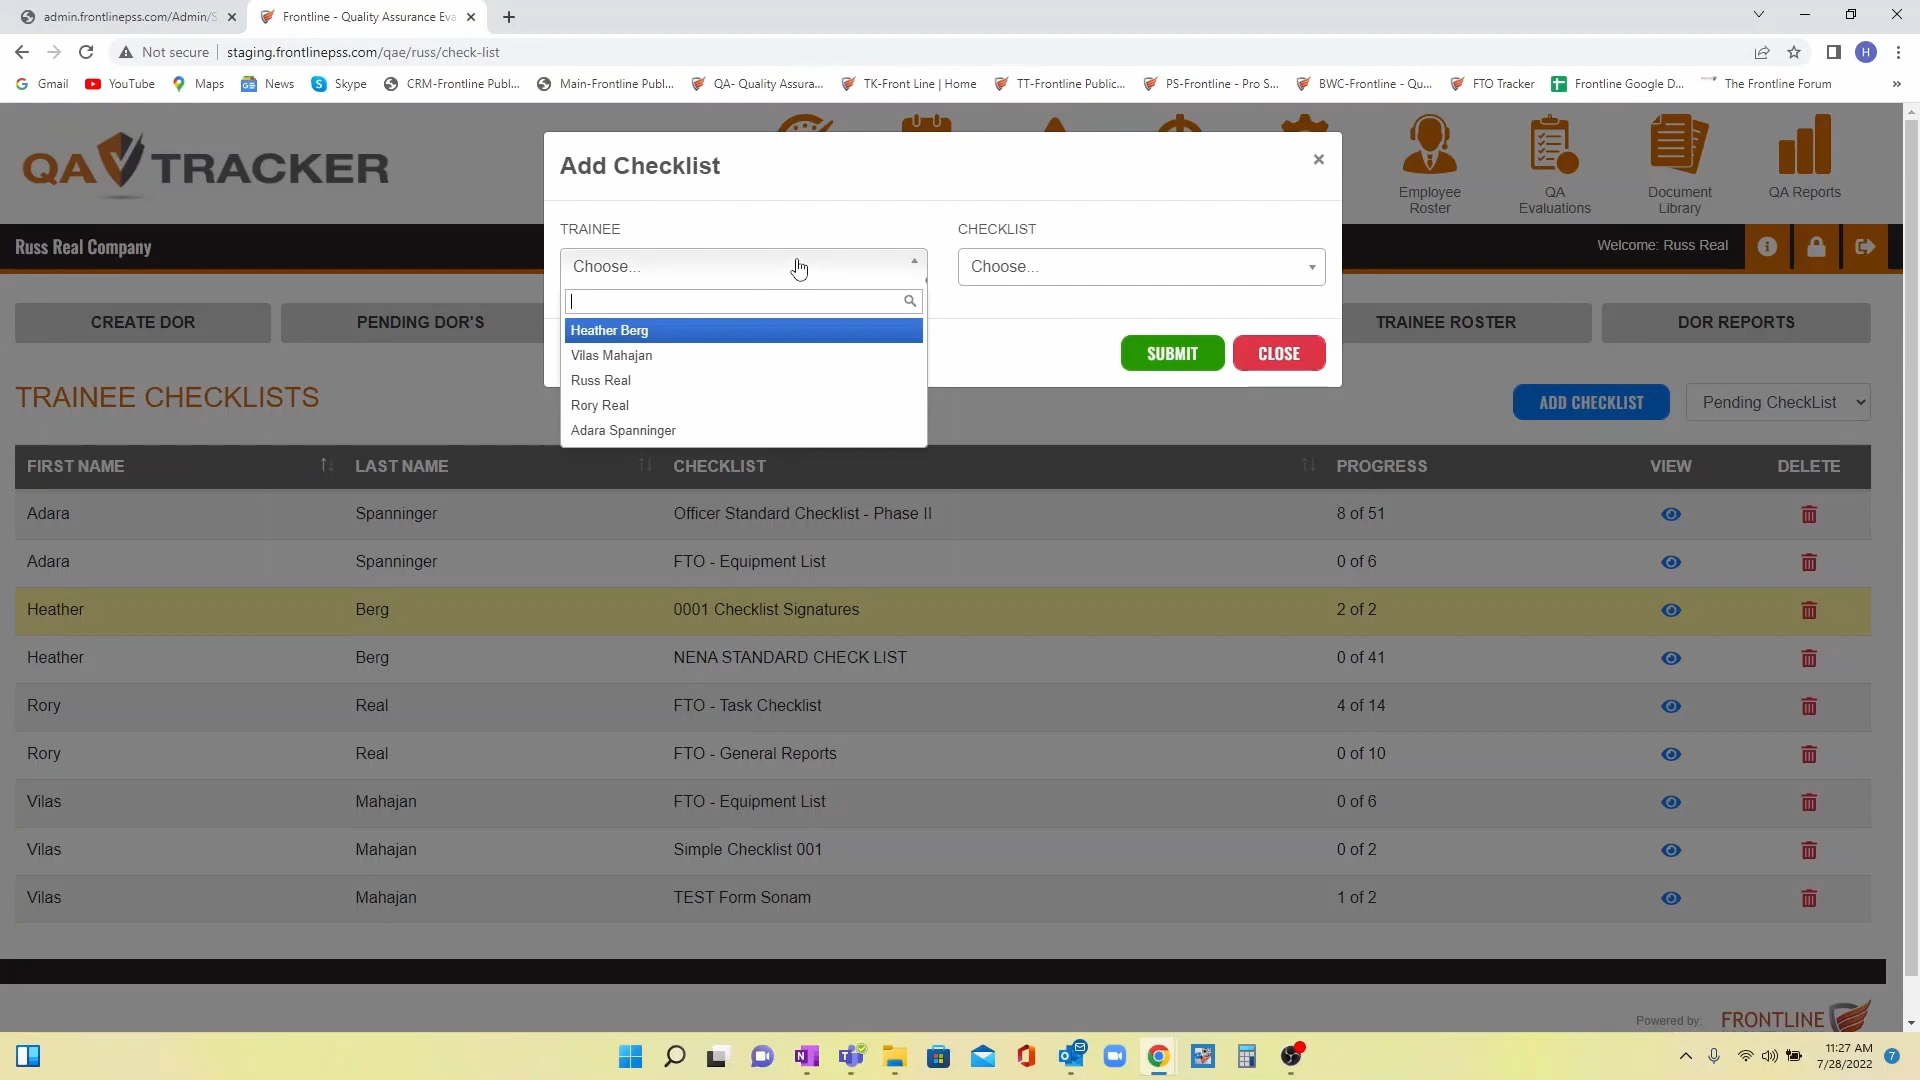 admin.frontlinepss.com/Admin/S
Frontline - Quality Assurance Eva
Not secure
staging.frontlinepss.com/qae/russ/check-list
H
Gmail
YouTube
Maps
News
Skype
CRM-Frontline Publ...
Main-Frontline Publ...
QA- Quality Assura...
TK-Front Line | Home
TT-Frontline Public...
PS-Frontline - Pro S...
BWC-Frontline - Qu...
FTO Tracker
Frontline Google D...
The Frontline Forum
QA TRACKER
Employee
Roster
QA
Evaluations
Document
Library
QA Reports
Russ Real Company
Welcome: Russ Real
Add Checklist
×
TRAINEE
CHECKLIST
Choose...
Choose...
Heather Berg
Vilas Mahajan
Russ Real
Rory Real
Adara Spanninger
SUBMIT
CLOSE
CREATE DOR
PENDING DOR'S
TRAINEE ROSTER
DOR REPORTS
TRAINEE CHECKLISTS
ADD CHECKLIST
Pending CheckList
FIRST NAME LAST NAME CHECKLIST PROGRESS VIEW DELETE
Adara Spanninger Officer Standard Checklist - Phase II 8 of 51
Adara Spanninger FTO - Equipment List 0 of 6
Heather Berg 0001 Checklist Signatures 2 of 2
Heather Berg NENA STANDARD CHECK LIST 0 of 41
Rory Real FTO - Task Checklist 4 of 14
Rory Real FTO - General Reports 0 of 10
Vilas Mahajan FTO - Equipment List 0 of 6
Vilas Mahajan Simple Checklist 001 0 of 2
Vilas Mahajan TEST Form Sonam 1 of 2
Powered by:
FRONTLINE
11:27 AM
7/28/2022
7